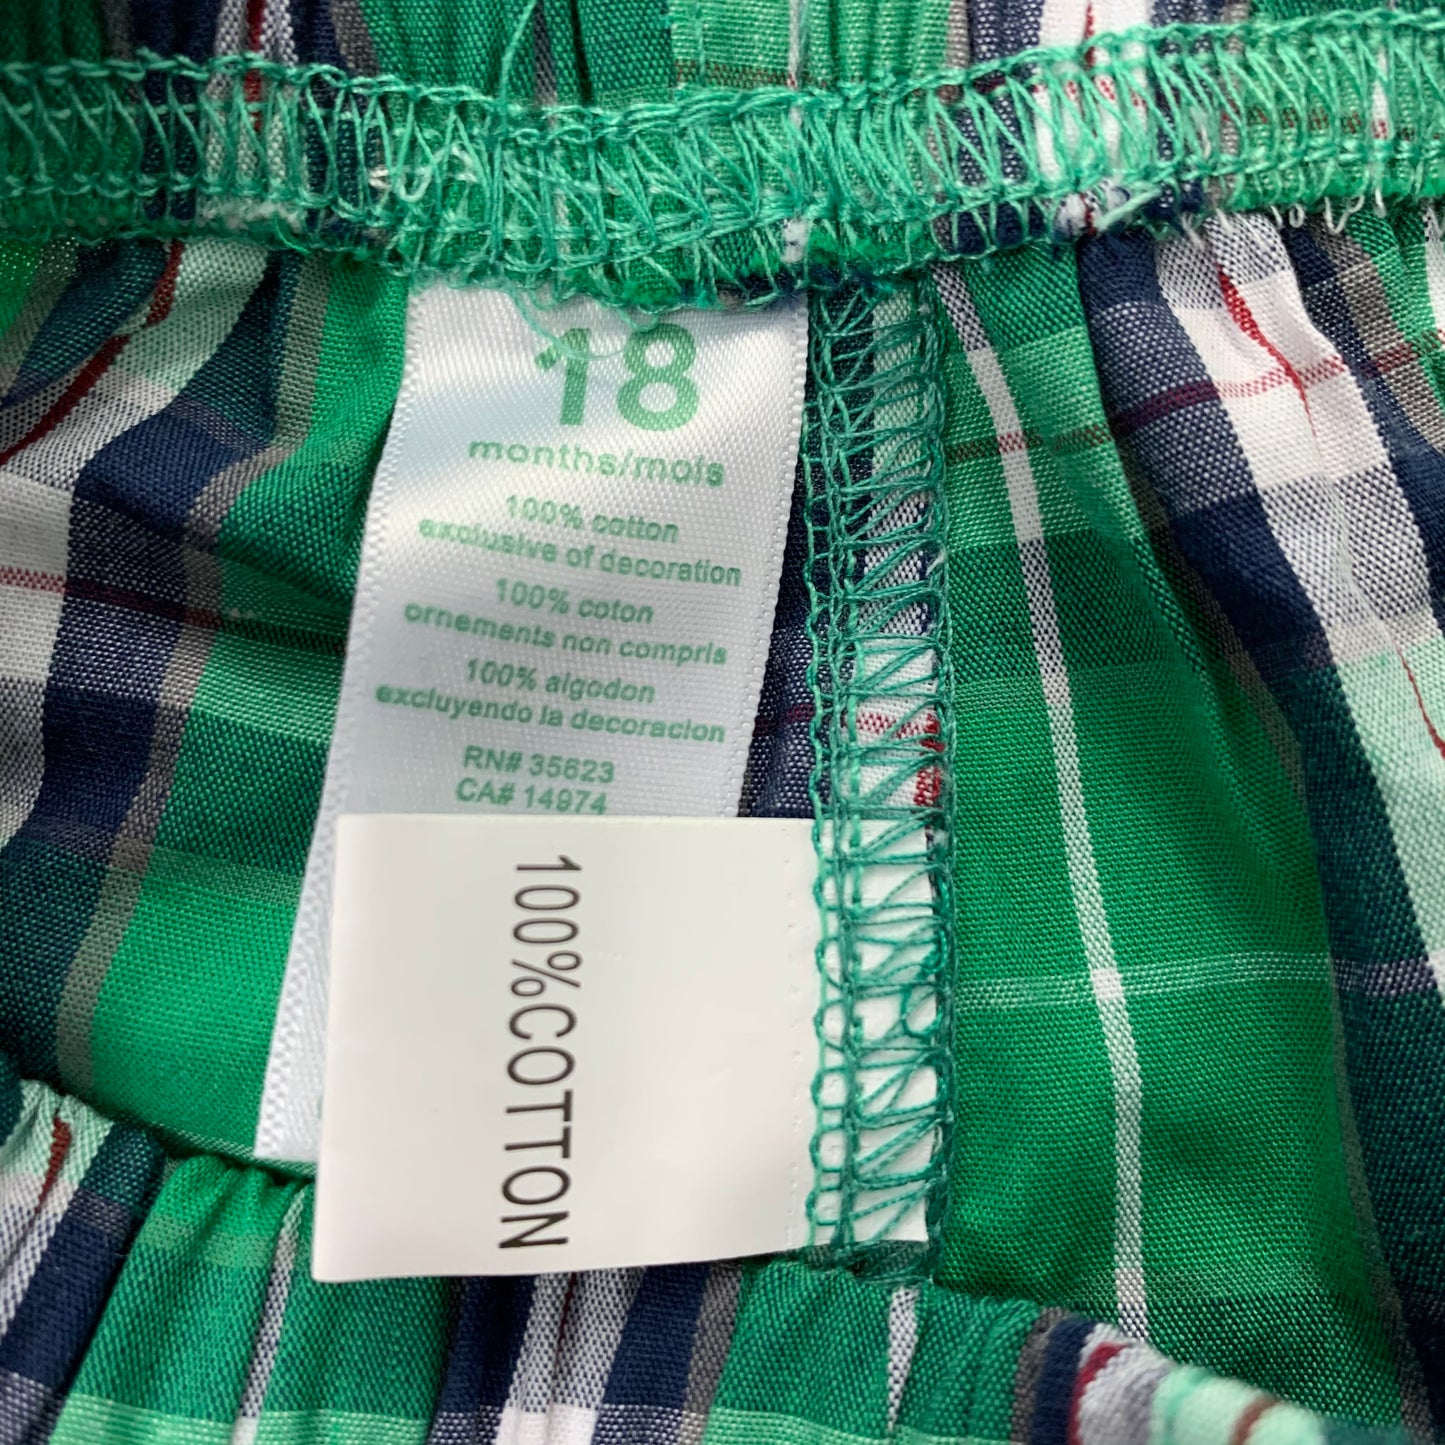 18
months/mois
100% cotton
exclusive of decoration
100% coton
ornements non compris
100% algodon
excluyendo la decoracion
RN# 35623
CA# 14974
100%COTTON